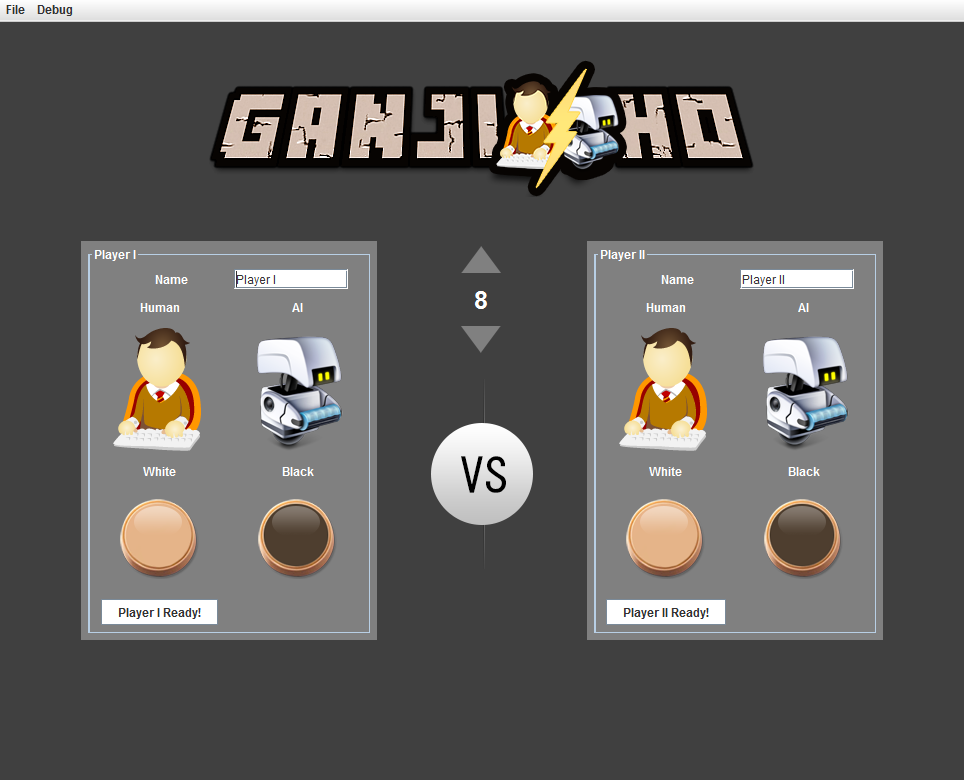 File Debug
GANJI HO
Player I
Name Player I
Human AI
White Black
Player I Ready!
8
VS
Player II
Name Player II
Human AI
White Black
Player II Ready!